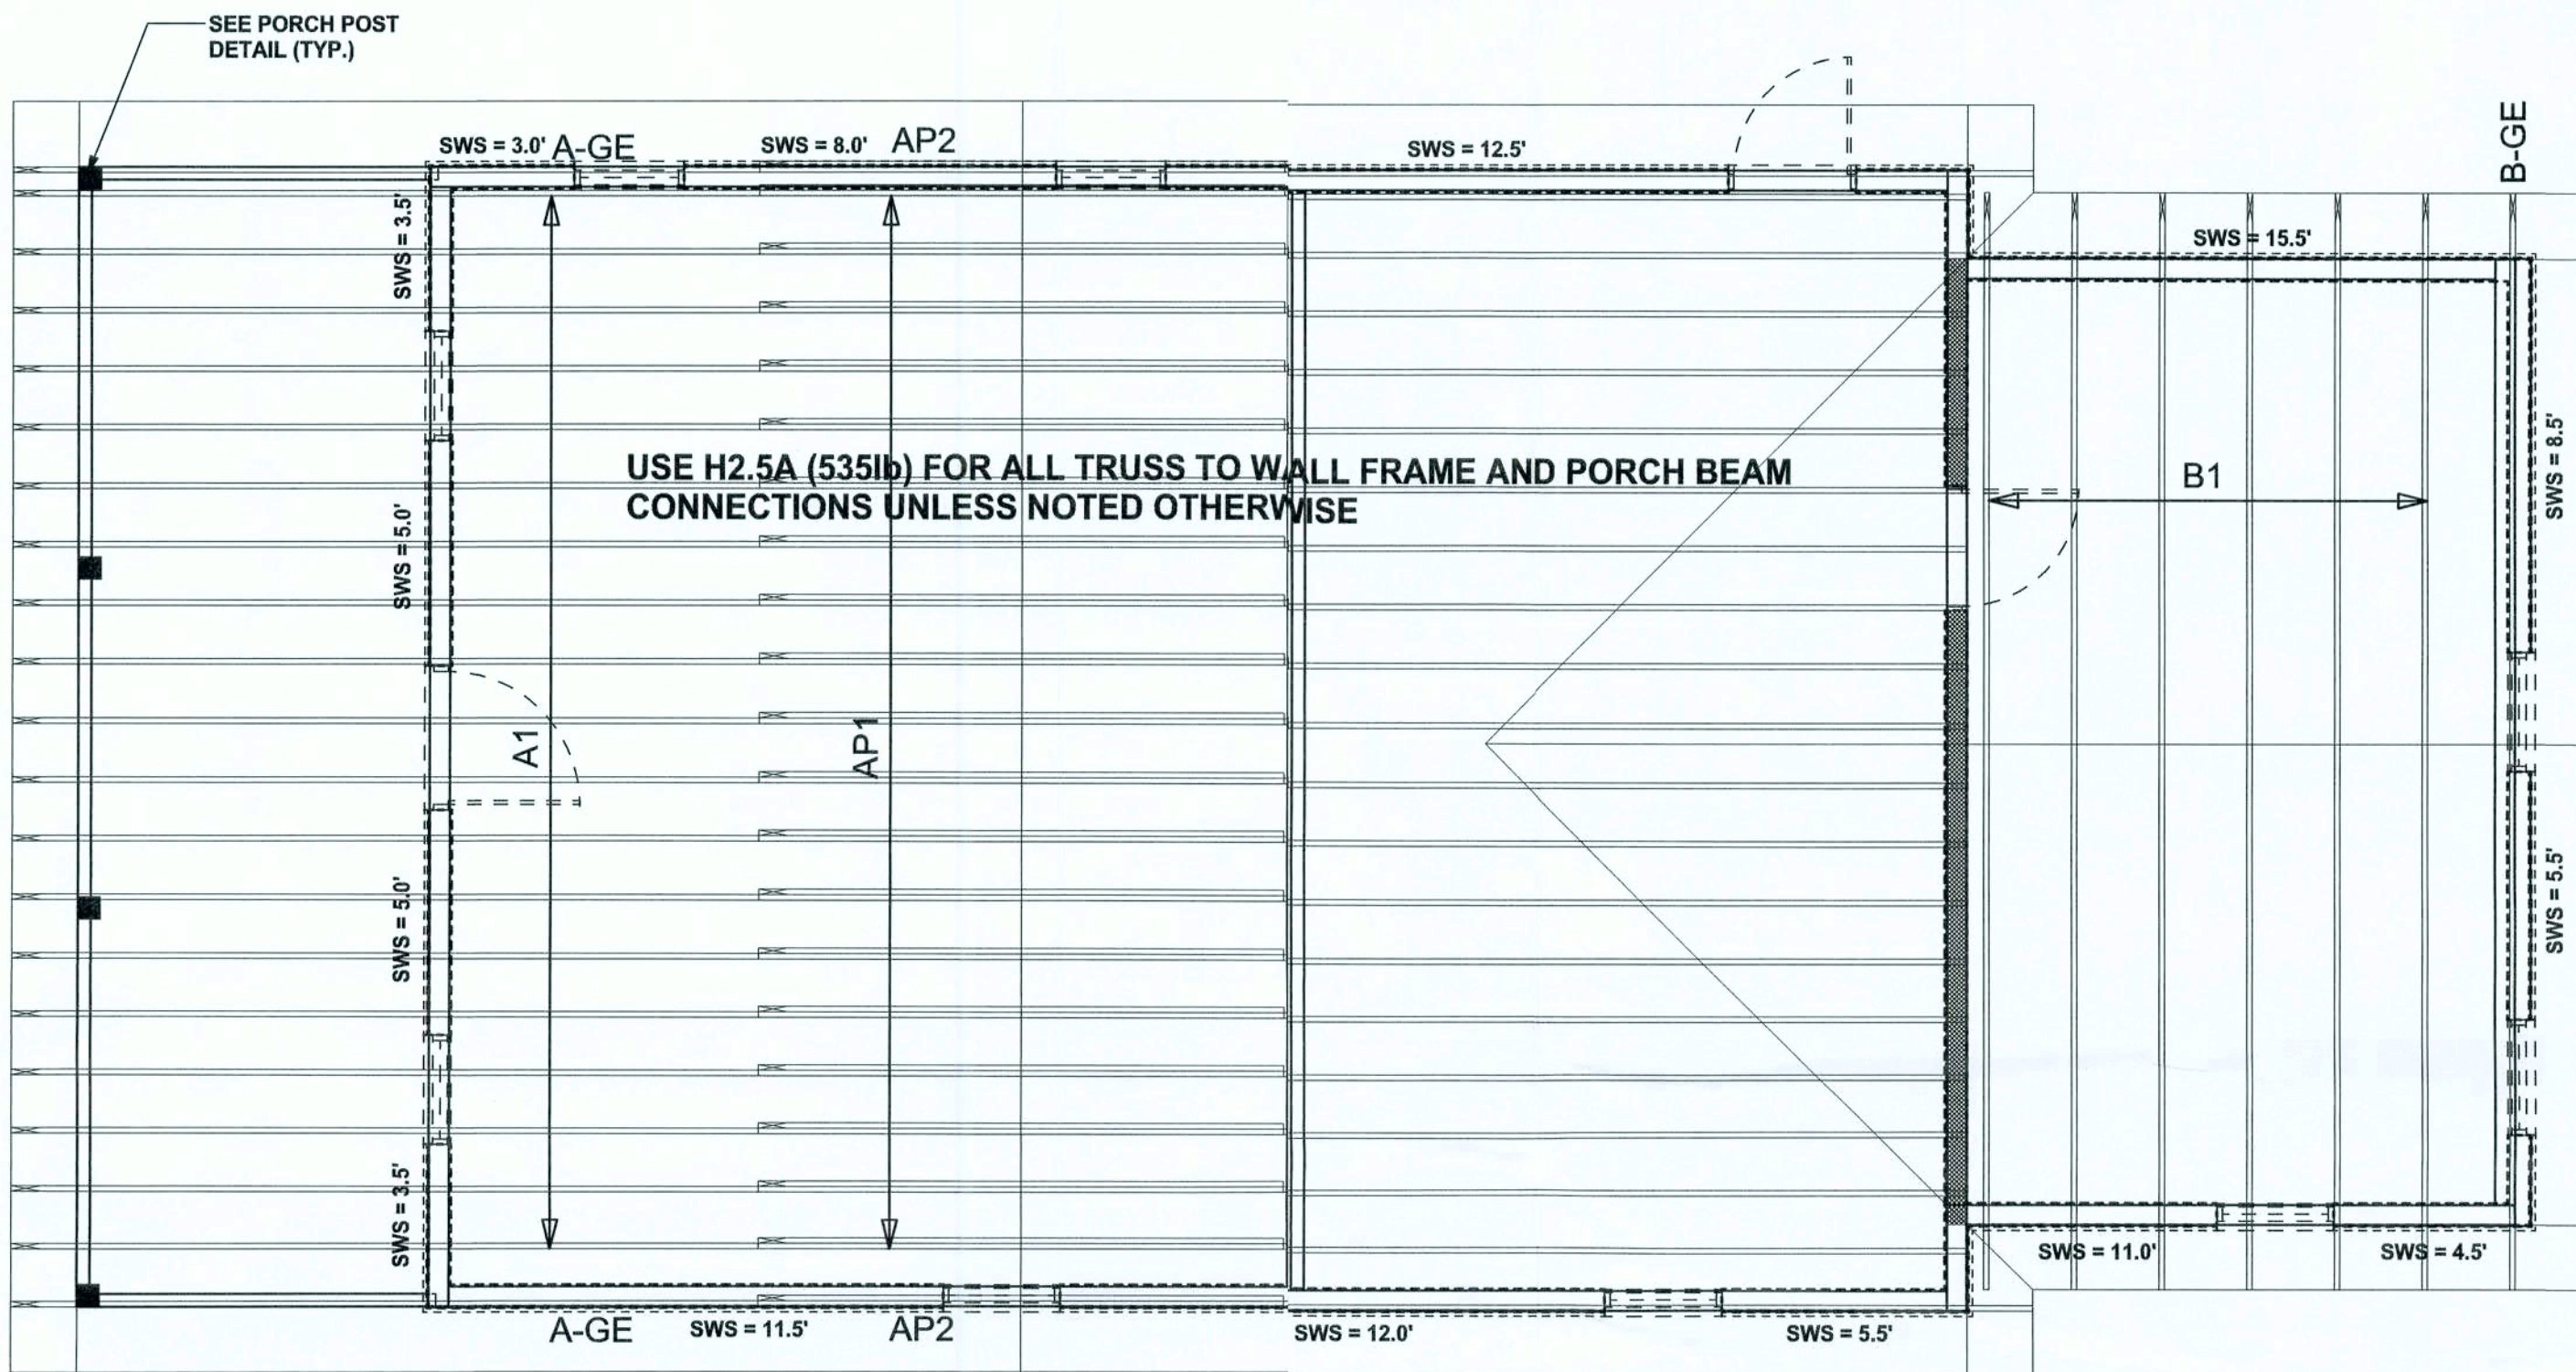 SEE PORCH POST
DETAIL (TYP.)
SWS = 3.0'
A-GE
SWS = 8.0'
AP2
SWS = 12.5'
B-GE
SWS = 3.5'
SWS = 15.5'
USE H2.5A (535lb) FOR ALL TRUSS TO WALL FRAME AND PORCH BEAM
CONNECTIONS UNLESS NOTED OTHERWISE
B1
SWS = 8.5'
SWS = 5.0'
A1
AP1
SWS = 5.0'
SWS = 5.5'
SWS = 3.5'
SWS = 11.0'
SWS = 4.5'
A-GE
SWS = 11.5'
AP2
SWS = 12.0'
SWS = 5.5'